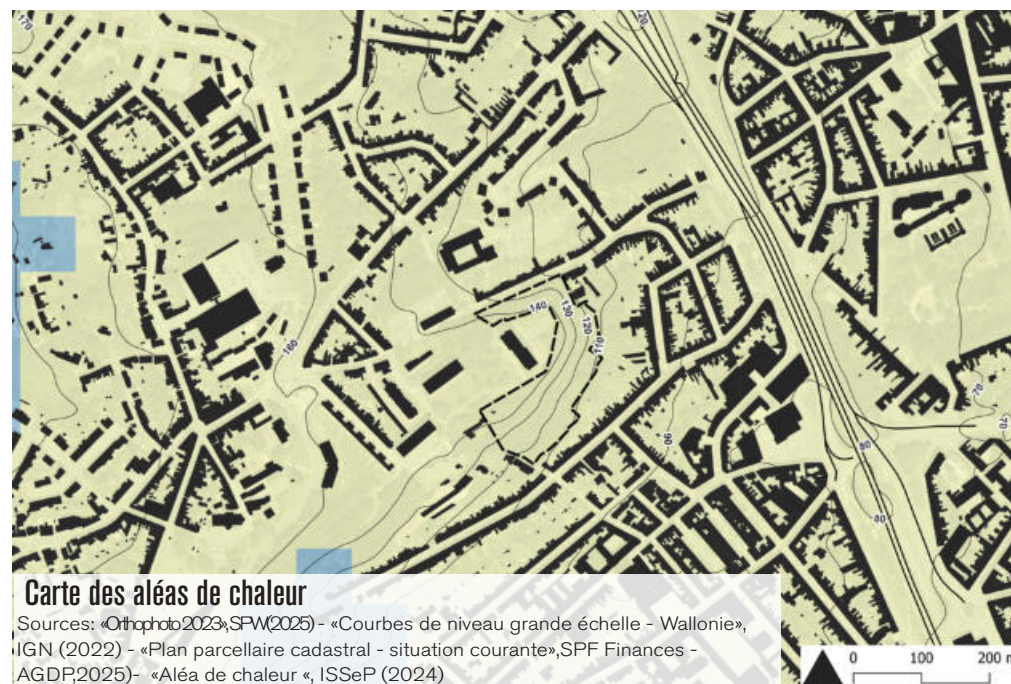 170
120
140
130
120
110
160
90
70
70
80
80
Carte des aléas de chaleur
Sources: «Orthophoto 2023», SPW(2025) - «Courbes de niveau grande échelle - Wallonie»,
IGN (2022) - «Plan parcellaire cadastral - situation courante»,SPF Finances -
AGDP,2025)- «Aléa de chaleur «, ISSeP (2024)
0 100 200 m